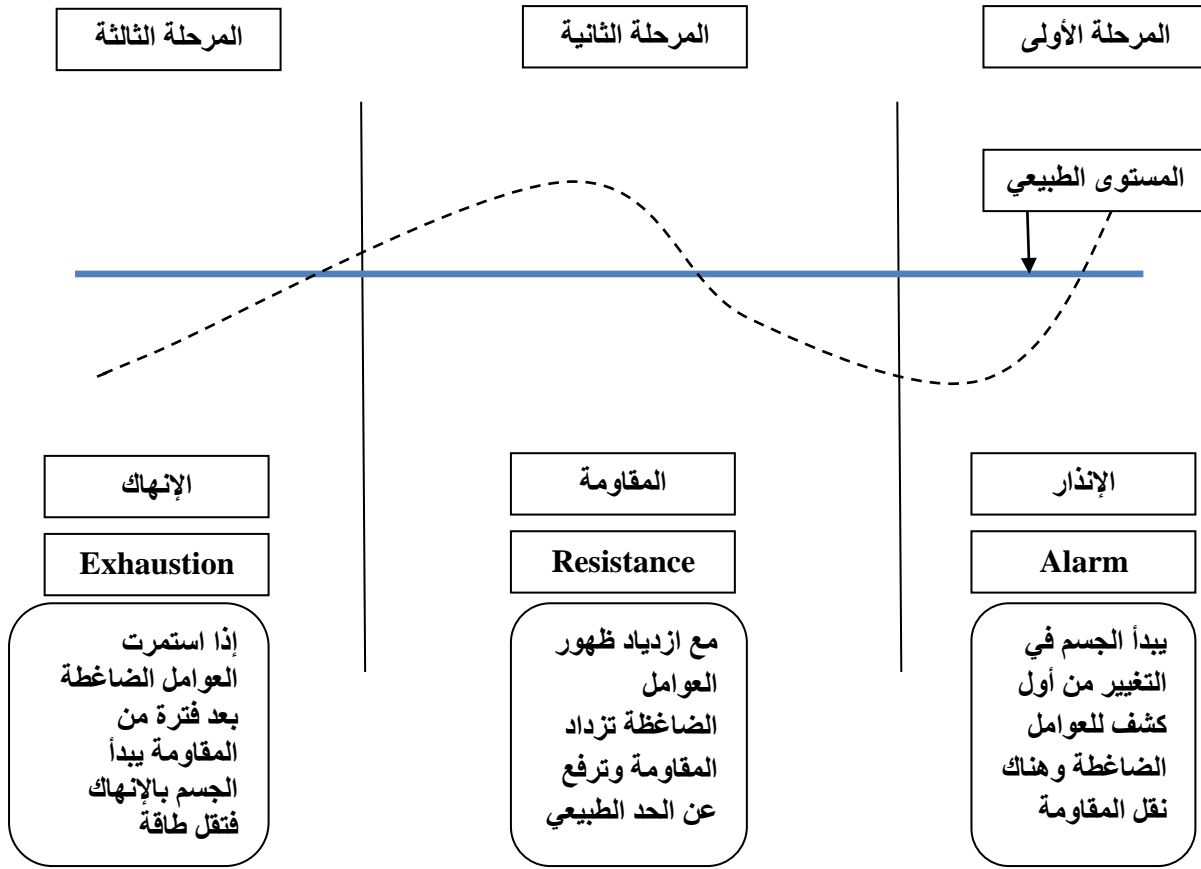 المرحلة الأولى
المرحلة الثانية
المرحلة الثالثة
المستوى الطبيعي
الإنذار
المقاومة
الإنهاك
Alarm
Resistance
Exhaustion
يبدأ الجسم في
التغيير من أول
كشف للعوامل
الضاغطة وهناك
نقل المقاومة
مع ازدياد ظهور
العوامل
الضاغظة تزداد
المقاومة وترفع
عن الحد الطبيعي
إذا استمرت
العوامل الضاغطة
بعد فترة من
المقاومة يبدأ
الجسم بالإنهاك
فتقل طاقة